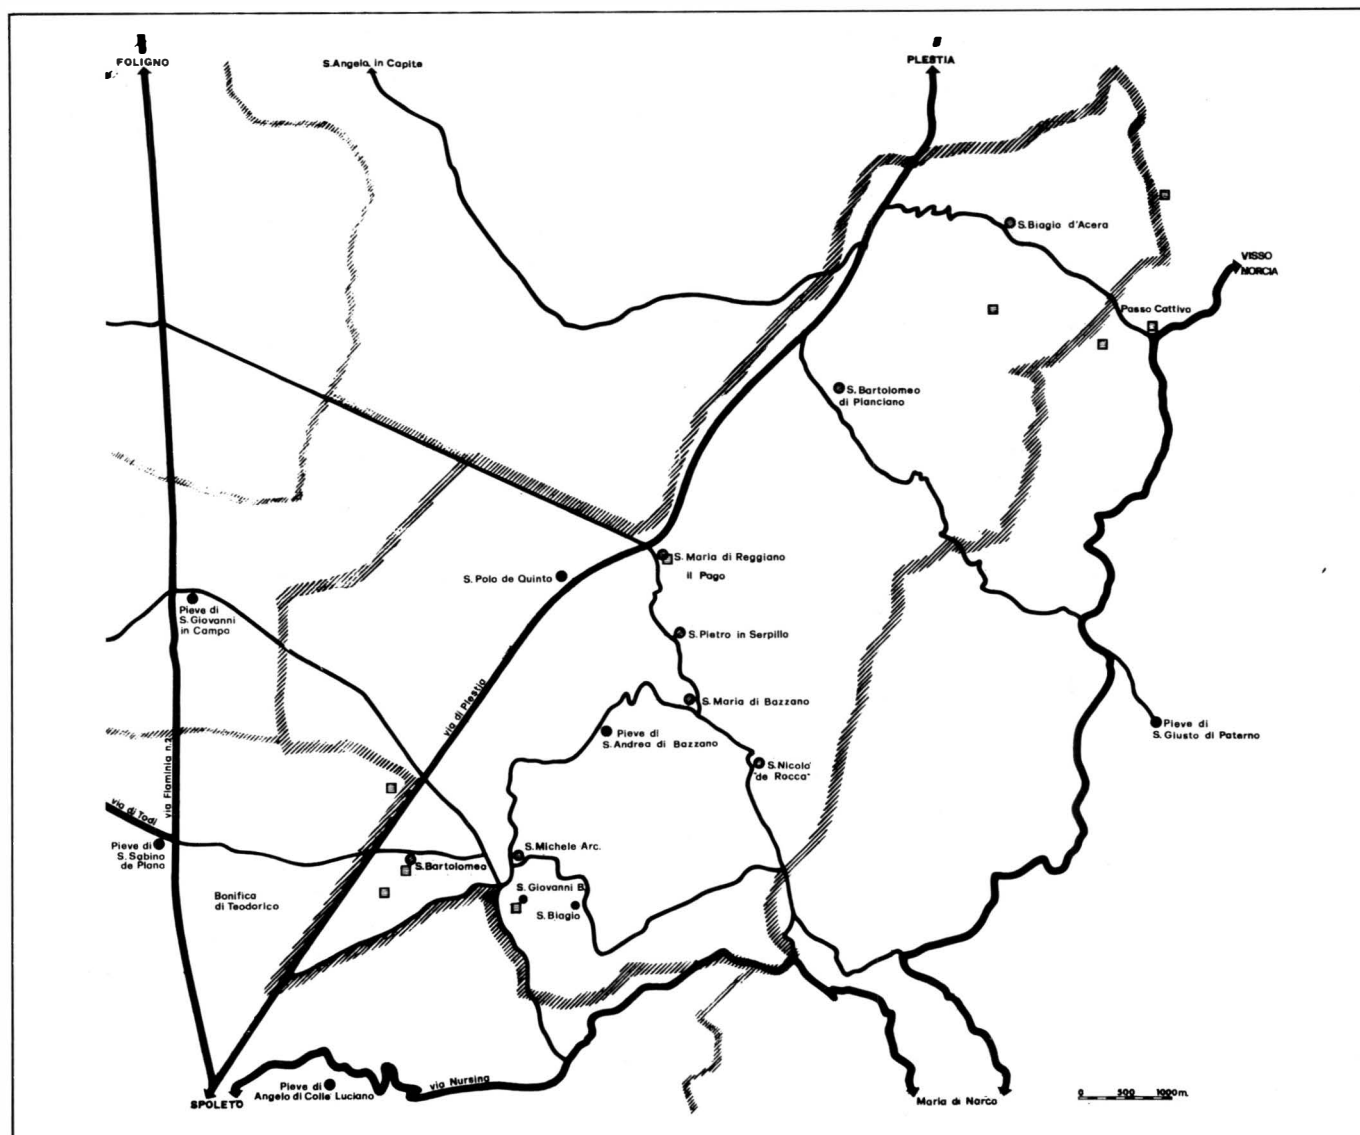 FOLIGNO
S. Angelo in Capite
PLESTIA
S. Biagio d'Acera
VISSO
NORCIA
Passo Cattivo
S. Bartolomeo
di Planciano
S. Maria di Reggiano
il Pago
S. Polo de Quinto
Pieve di
S. Giovanni
in Campo
S. Pietro in Serpillo
via di Plestia
S. Maria di Bazzano
Pieve di
S. Andrea di Bazzano
Pieve di
S. Giusto di Paterno
S. Nicolo'
"de Rocca"
via Flaminia n.2
via di Todi
Pieve di
S. Sabino
de Plano
S. Bartolomea
S. Michele Arc.
S. Giovanni B.
S. Biagio
Bonifica
di Teodorico
SPOLETO
Pieve di
Angelo di Colle Luciano
via Nursina
Maria di Narco
0 500 1000 m.